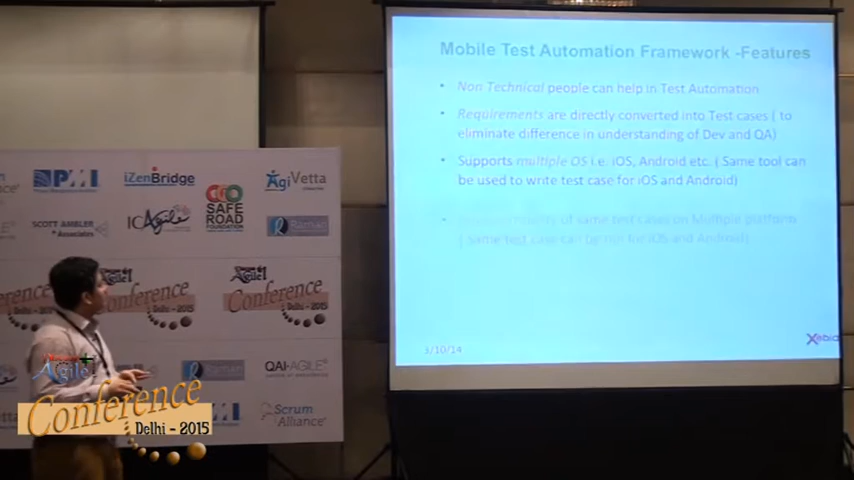 Mobile Test Automation Framework -Features
• Non Technical people can help in Test Automation
• Requirements are directly converted into Test cases ( to
eliminate difference in understanding of Dev and QA)
• Supports multiple OS i.e. iOS, Android etc. ( Same tool can
be used to write test case for iOS and Android)
of same test cases on Multiple platform
( Same test case can be run for iOS and Android)
3/10/14
Xebia
PMI
iZenBridge
AgiVetta
SCOTT AMBLER
& Associates
ICAgile
SAFE
ROAD
FOUNDATION
Agile
Conference
Delhi - 2015
Conference
Delhi - 2015
QAI-AGILE
Scrum
Alliance
Agile
Conference
Delhi - 2015